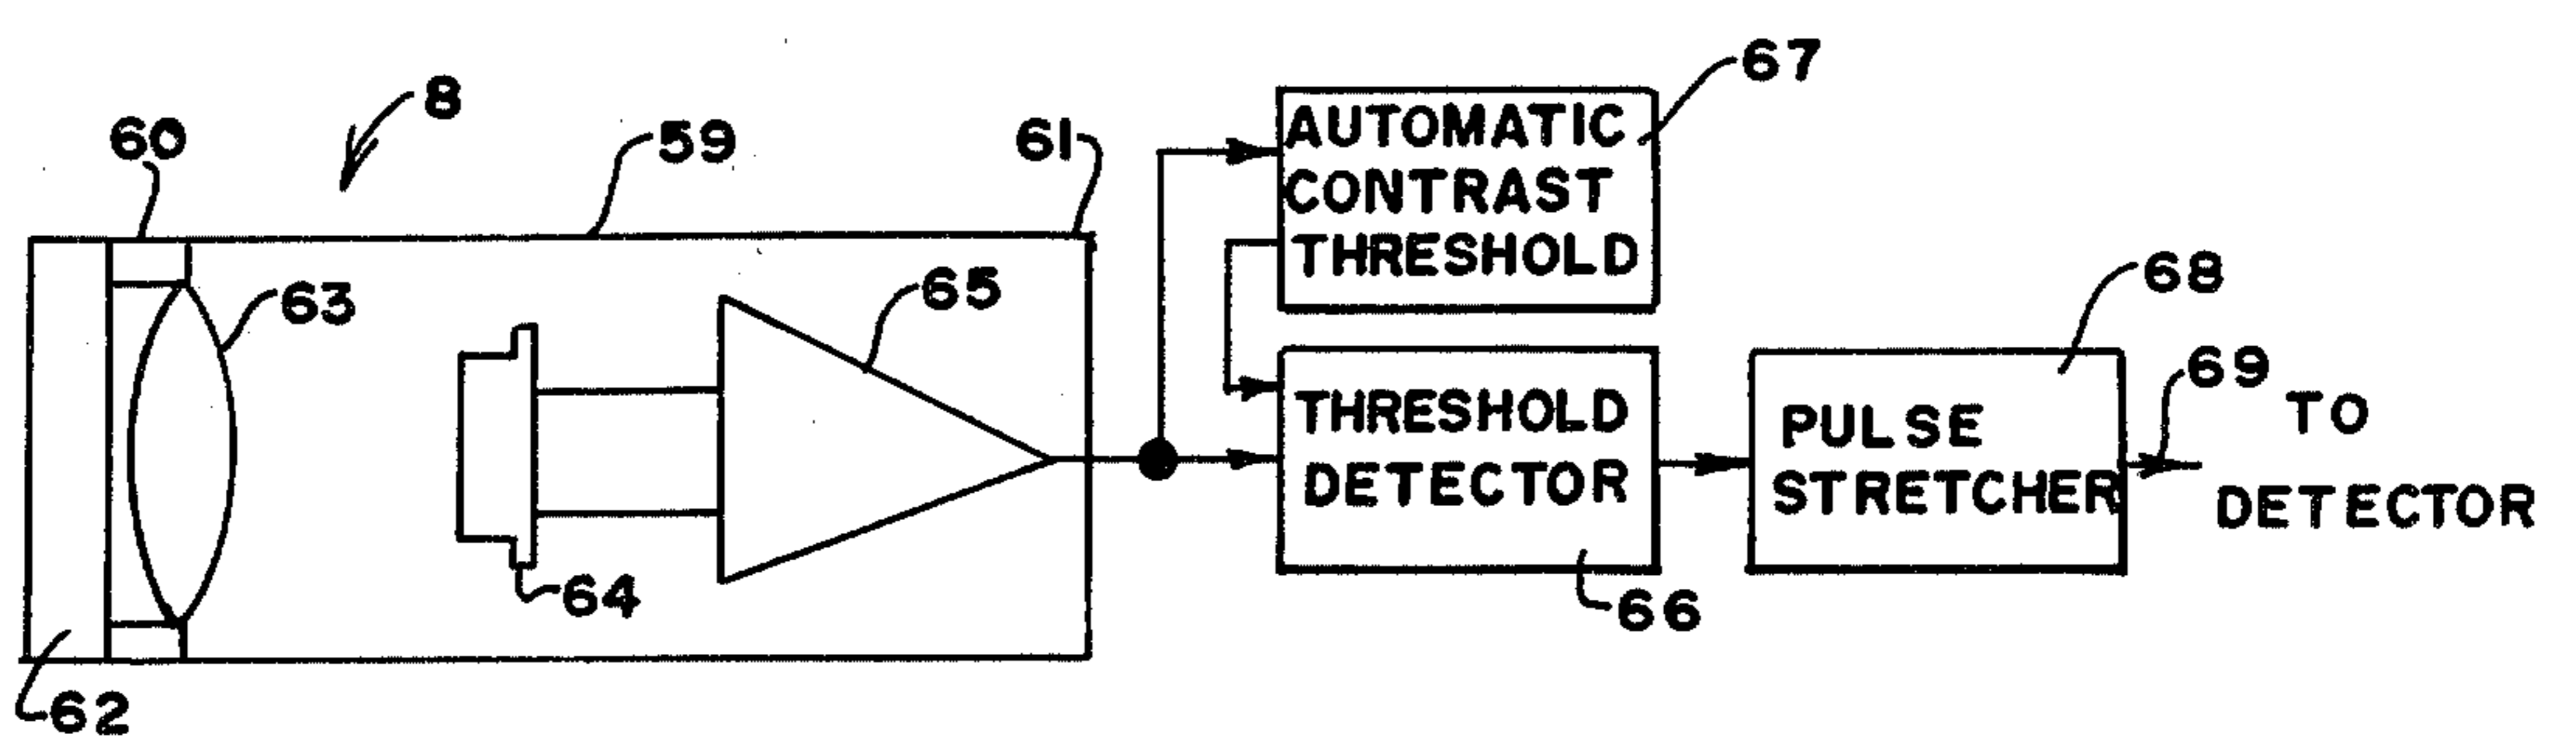 8
60
59
61
67
AUTOMATIC
CONTRAST
THRESHOLD
63
65
68
64
THRESHOLD
DETECTOR
66
PULSE
STRETCHER
69
TO
DETECTOR
62